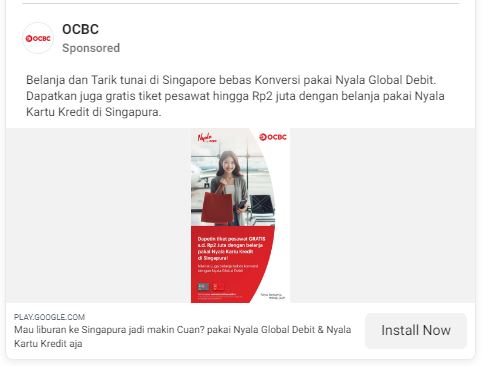 OCBC
OCBC
Sponsored
Belanja dan Tarik tunai di Singapore bebas Konversi pakai Nyala Global Debit.
Dapatkan juga gratis tiket pesawat hingga Rp2 juta dengan belanja pakai Nyala
Kartu Kredit di Singapura.
Nyala
OCBC
Dapetin tiket pesawat GRATIS
s.d. Rp2 Juta dengan belanja
pakai Nyala Kartu Kredit
di Singapura!
PLAY.GOOGLE.COM
Mau liburan ke Singapura jadi makin Cuan? pakai Nyala Global Debit & Nyala
Kartu Kredit aja
Install Now